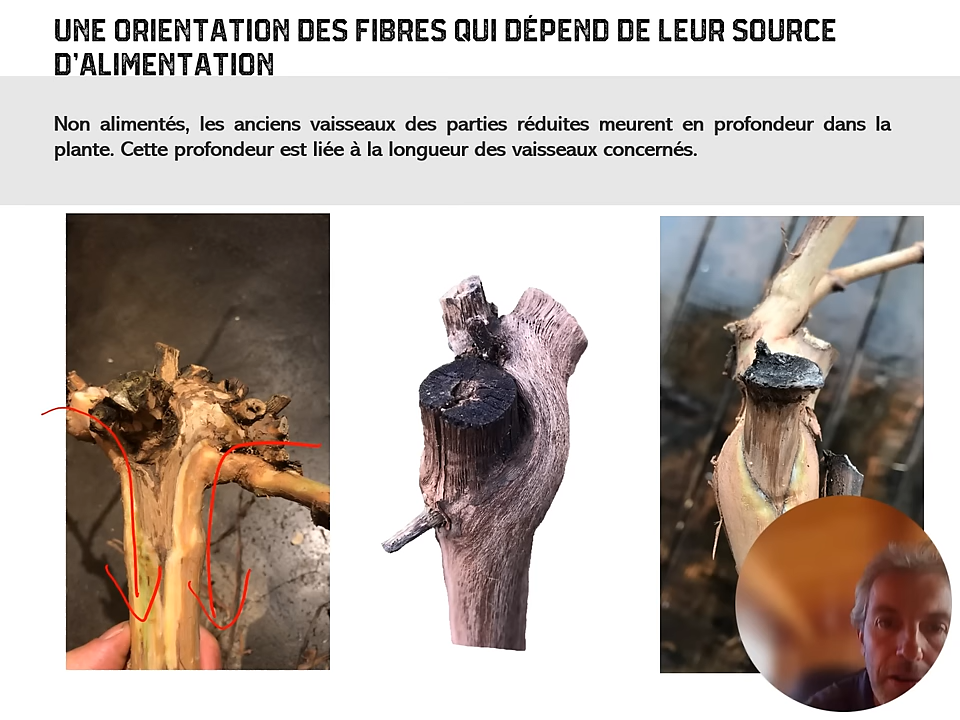 UNE ORIENTATION DES FIBRES QUI DÉPEND DE LEUR SOURCE
D'ALIMENTATION
Non alimentés, les anciens vaisseaux des parties réduites meurent en profondeur dans la
plante. Cette profondeur est liée à la longueur des vaisseaux concernés.